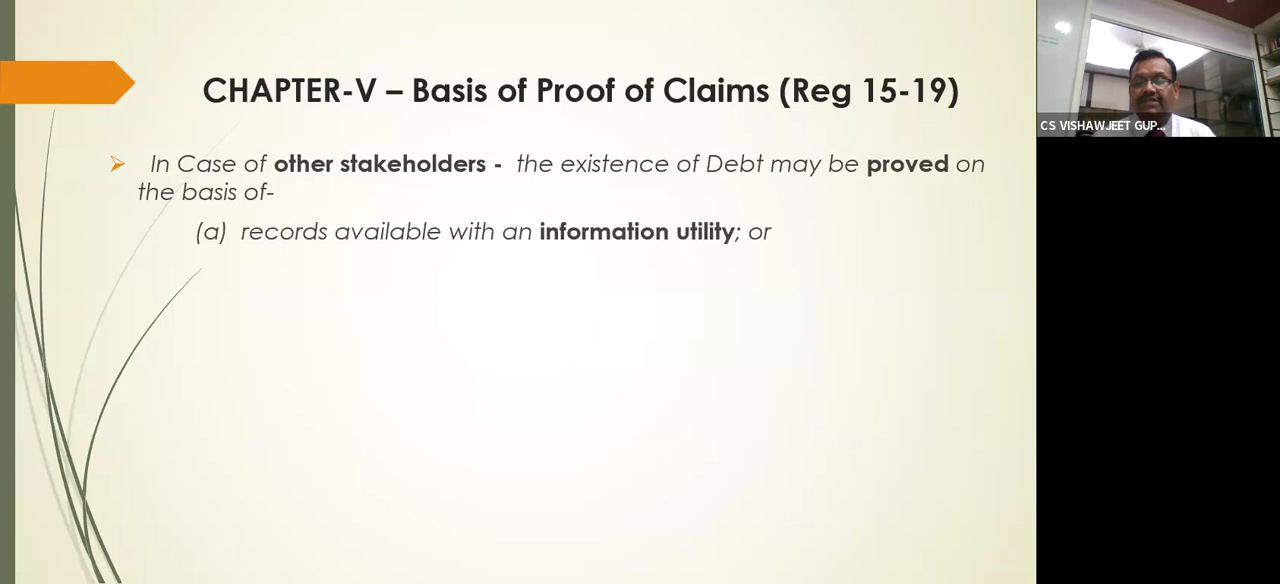 CHAPTER-V – Basis of Proof of Claims (Reg 15-19)
In Case of other stakeholders - the existence of Debt may be proved on
the basis of-
(a) records available with an information utility; or
CS VISHAWJEET GUP...